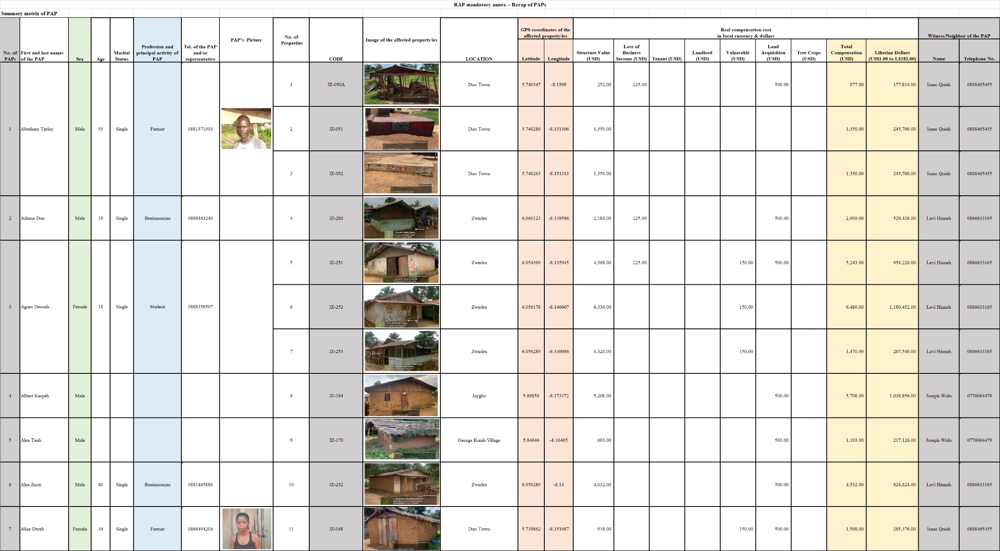 RAP mandatory annex – Recap of PAPs
Summary matrix of PAP
No. of PAPs
First and last names of the PAP
Sex
Age
Marital Status
Profession and principal activity of PAP
Tel. of the PAP and/or representative
PAP's Picture
No. of Properties
CODE
Image of the affected property/ies
LOCATION
GPS coordinates of the affected property/ies
Latitude
Longitude
Real compensation cost
in local currency & dollars
Structure Value (USD)
Loss of Business Income (USD)
Tenant (USD)
Landlord (USD)
Vulnerable (USD)
Land Acquisition (USD)
Tree Crops (USD)
Total Compensation (USD)
Liberian Dollars (US$1.00 to L$182.00)
Witness/Neighbor of the PAP
Name
Telephone No.
1 Abraham Tarley Male 33 Single Farmer 0881371993
1 JZ-050A Duo Town 5.740347 -8.1509 252.00 225.00 500.00 977.00 177,814.00 Isaac Quiah 0888465455
2 JZ-051 JZ-051 Duo Town 5.740286 -8.151306 1,350.00 1,350.00 245,700.00 Isaac Quiah 0888465455
3 JZ-052 JZ-052 Duo Town 5.740263 -8.151313 1,350.00 1,350.00 245,700.00 Isaac Quiah 0888465455
2 Adama Doe Male 19 Single Businessman 0888443249 4 JZ-280 Zwedru 6.060123 -8.139586 2,184.00 225.00 500.00 2,909.00 529,438.00 Levi Hinneh 0886633165
Grande Gedeh,Liberia
3 Agnes Desuah Female 18 Single Student 0888358597
5 JZ-251 Zwedru 6.054399 -8.135945 4,368.00 225.00 150.00 500.00 5,243.00 954,226.00 Levi Hinneh 0886633165
Grande Gedeh,Liberia
6 JZ-252 Zwedru 6.056178 -8.140067 6,336.00 150.00 6,486.00 1,180,452.00 Levi Hinneh 0886633165
Grande Gedeh,Liberia
7 JZ-253 Zwedru 6.056289 -8.140086 1,320.00 150.00 1,470.00 267,540.00 Levi Hinneh 0886633165
Grande Gedeh,Liberia
4 Albert Karpeh Male 8 JZ-184 Jaygbo 5.89858 -8.173372 5,208.00 500.00 5,708.00 1,038,856.00 Joseph Wulu 0776064479
5 Alex Teah Male 9 JZ-170 George Kuiah Village 5.84046 -8.16465 693.00 500.00 1,193.00 217,126.00 Joseph Wulu 0776064479
6 Alex Zeon Male 40 Single Businessman 0881445886 10 JZ-232 Zwedru 6.050289 -8.14 4,032.00 500.00 4,532.00 824,824.00 Levi Hinneh 0886633165
Grande Gedeh,Liberia
7 Alice Dweh Female 34 Single Farmer 0888494204 11 JZ-048 Duo Town 5.739862 -8.151087 918.00 150.00 500.00 1,568.00 285,376.00 Isaac Quiah 0888465455